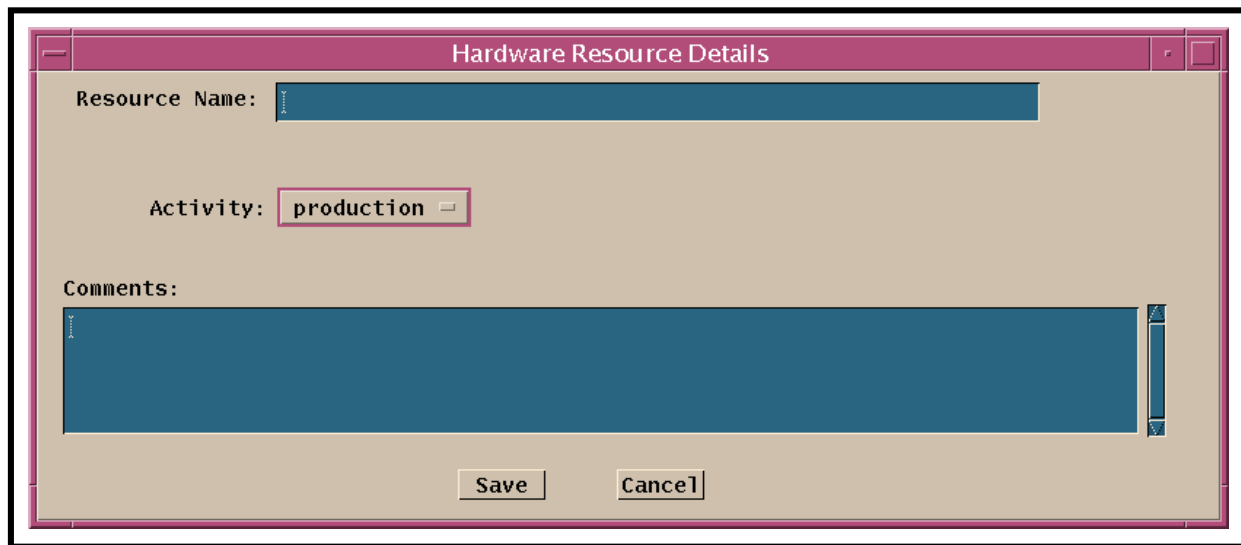 Hardware Resource Details
Resource Name:
Activity: production
Comments:
Save Cancel